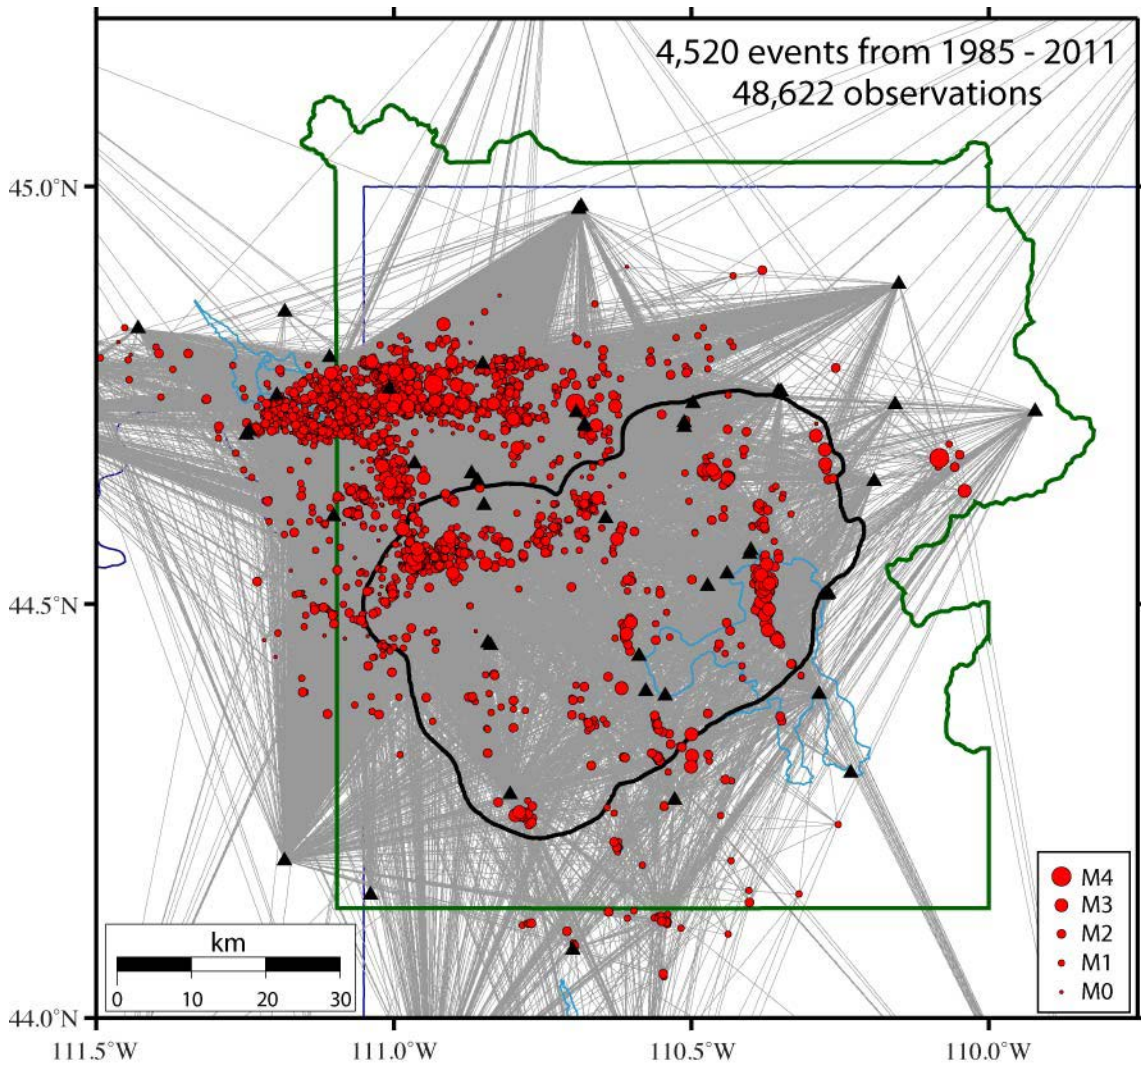 4,520 events from 1985 - 2011
48,622 observations
45.0°N
44.5°N
44.0°N
111.5°W
111.0°W
110.5°W
110.0°W
km
0 10 20 30
M4
M3
M2
M1
M0